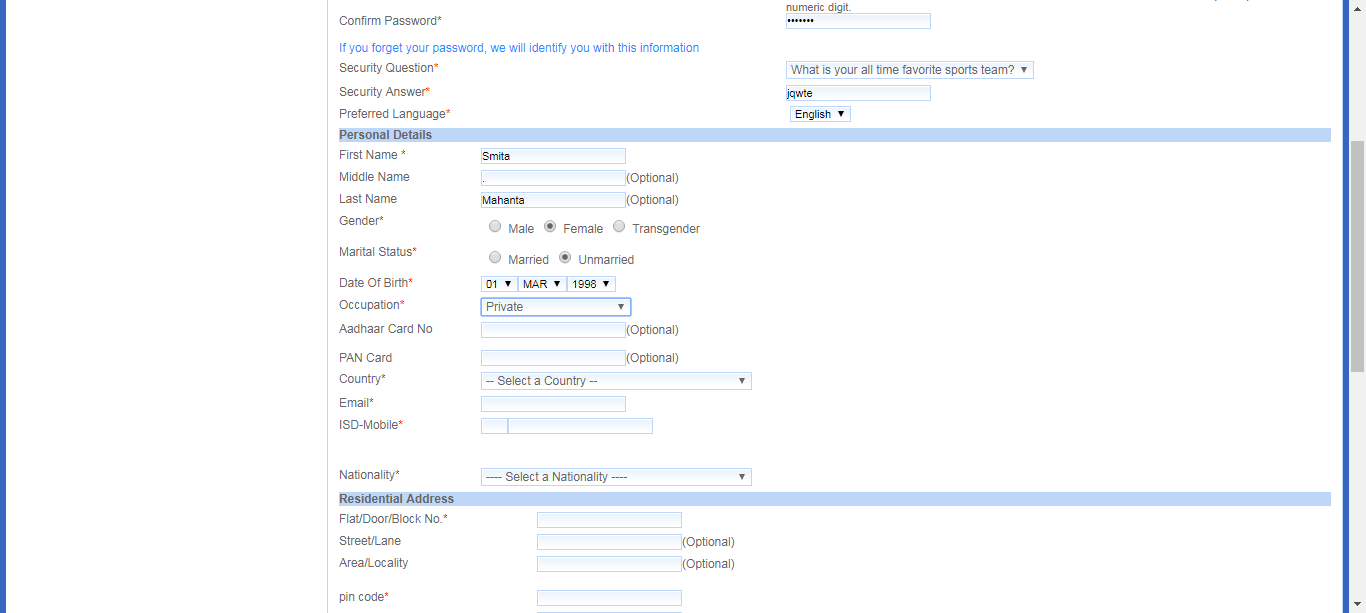 numeric digit.
Confirm Password* •••••••
If you forget your password, we will identify you with this information
Security Question* What is your all time favorite sports team? ▼
Security Answer* jqwte
Preferred Language* English ▼
Personal Details
First Name * Smita
Middle Name . (Optional)
Last Name Mahanta (Optional)
Gender* Male Female Transgender
Marital Status* Married Unmarried
Date Of Birth* 01 ▼ MAR ▼ 1998 ▼
Occupation* Private ▼
Aadhaar Card No (Optional)
PAN Card (Optional)
Country* -- Select a Country -- ▼
Email*
ISD-Mobile*
Nationality* ---- Select a Nationality ---- ▼
Residential Address
Flat/Door/Block No.*
Street/Lane (Optional)
Area/Locality (Optional)
pin code*